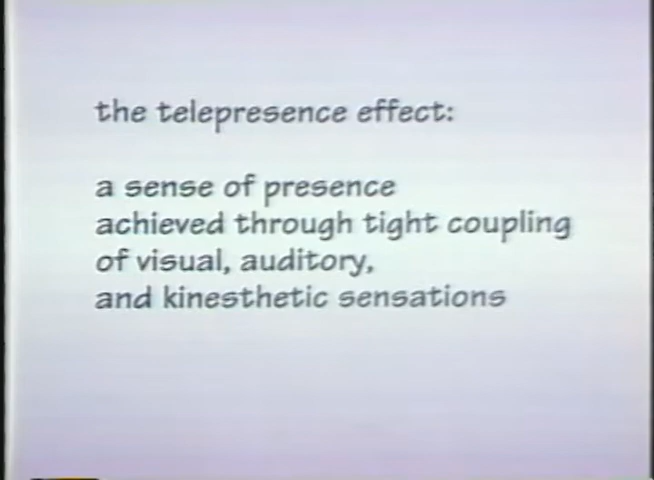 the telepresence effect:
a sense of presence
achieved through tight coupling
of visual, auditory,
and kinesthetic sensations